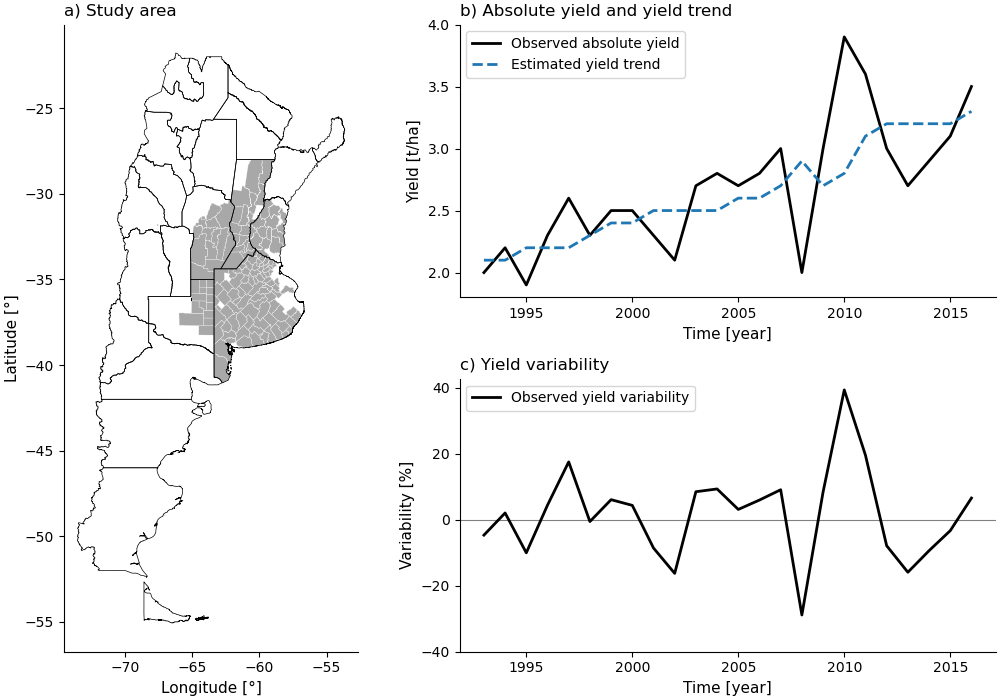 a) Study area
−25
−30
−35
−40
−45
−50
−55
Latitude [°]
−70
−65
−60
−55
Longitude [°]
b) Absolute yield and yield trend
Observed absolute yield
Estimated yield trend
4.0
3.5
3.0
2.5
2.0
Yield [t/ha]
1995
2000
2005
2010
2015
Time [year]
c) Yield variability
Observed yield variability
40
20
0
−20
−40
Variability [%]
1995
2000
2005
2010
2015
Time [year]